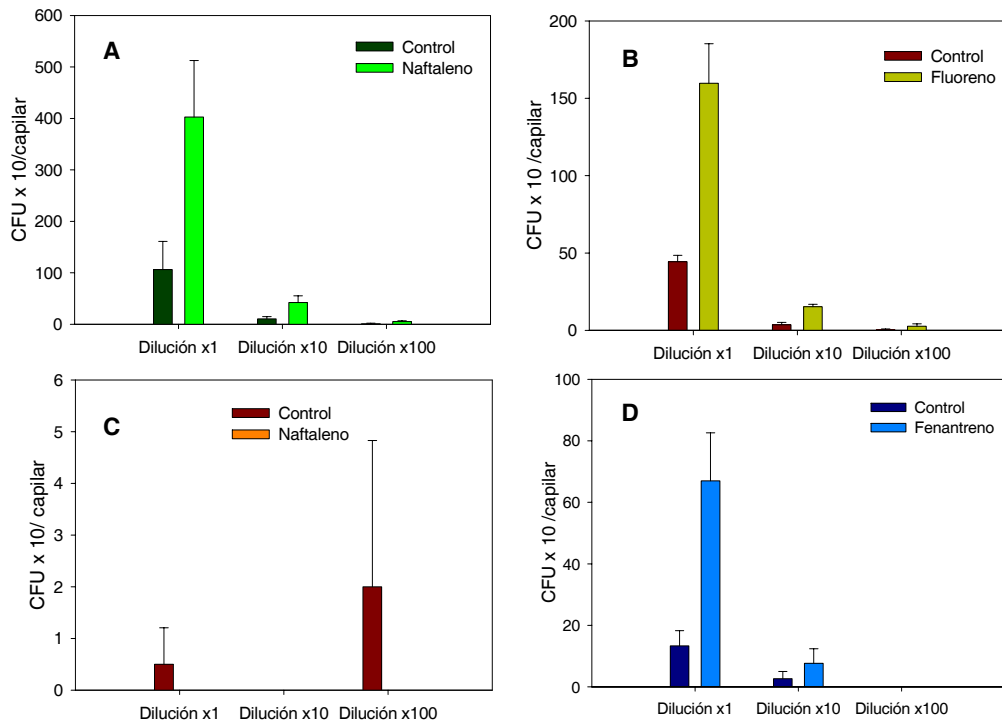 A
Control
Naftaleno
600
500
400
300
200
100
0
CFU x 10/capilar
Dilución x1 Dilución x10 Dilución x100
B
Control
Fluoreno
200
150
100
50
0
CFU x 10 /capilar
Dilución x1 Dilución x10 Dilución x100
C
Control
Naftaleno
6
5
4
3
2
1
0
CFU x 10/ capilar
Dilución x1 Dilución x10 Dilución x100
D
Control
Fenantreno
100
80
60
40
20
0
CFU x 10 /capilar
Dilución x1 Dilución x10 Dilución x100